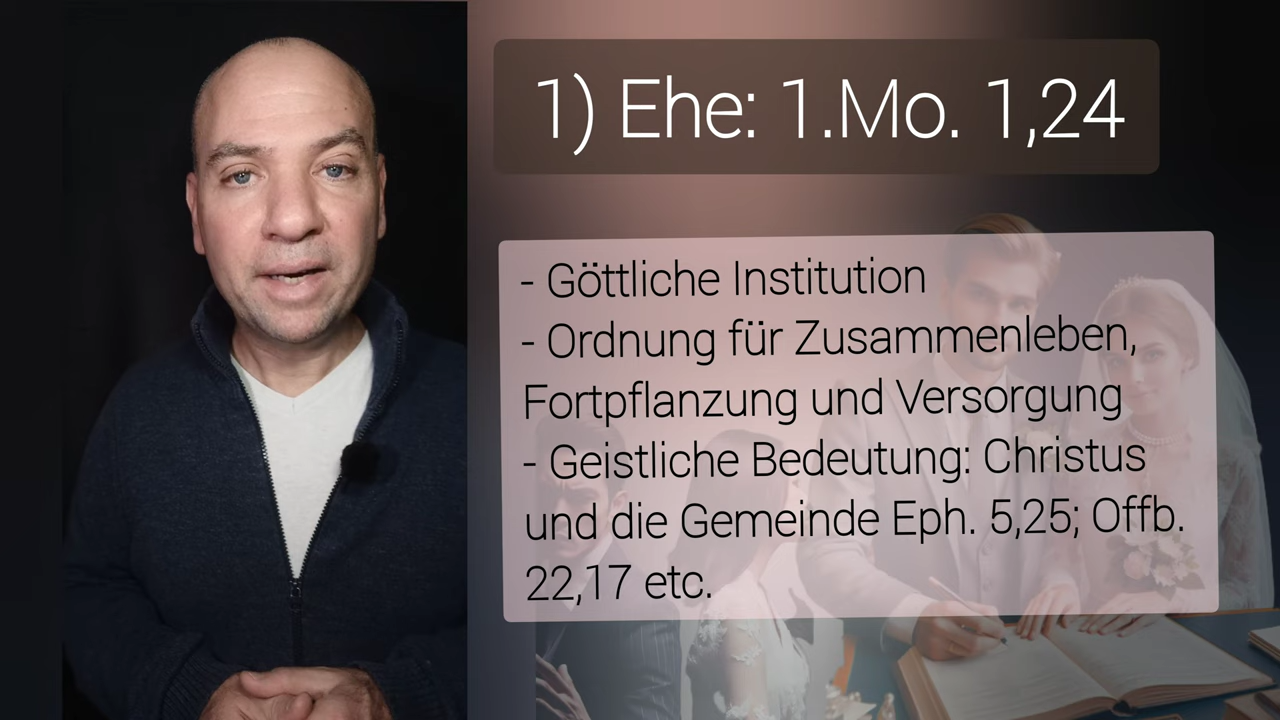 1) Ehe: 1.Mo. 1,24
- Göttliche Institution
- Ordnung für Zusammenleben,
Fortpflanzung und Versorgung
- Geistliche Bedeutung: Christus
und die Gemeinde Eph. 5,25; Offb.
22,17 etc.